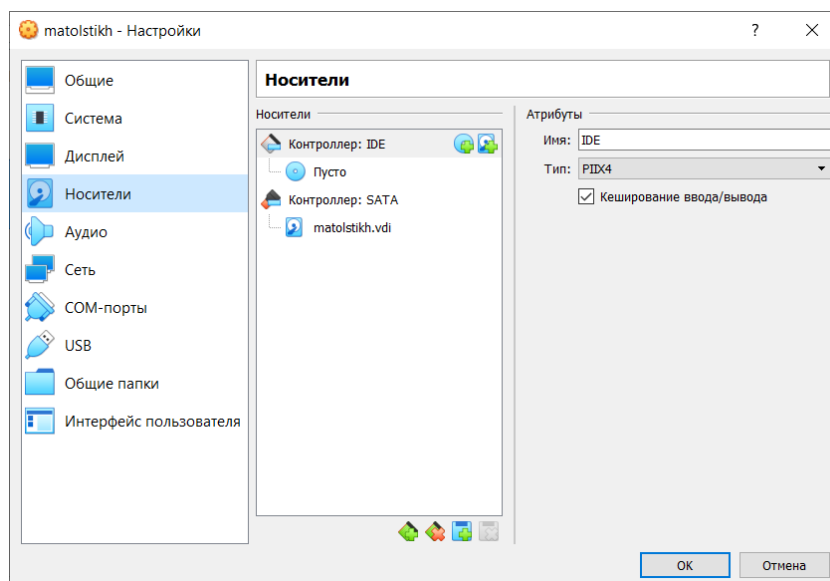 matolstikh - Настройки
?
Общие
Система
Дисплей
Носители
Аудио
Сеть
COM-порты
USB
Общие папки
Интерфейс пользователя
Носители
Носители
Контроллер: IDE
Пусто
Контроллер: SATA
matolstikh.vdi
Атрибуты
Имя: IDE
Тип: PIIX4
Кеширование ввода/вывода
OK
Отмена